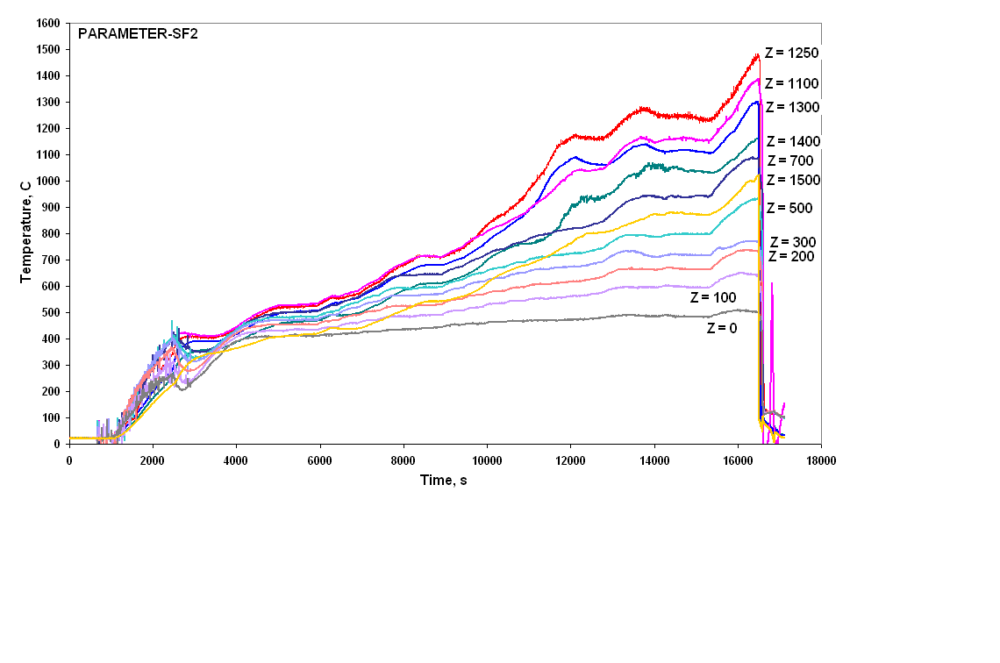 PARAMETER-SF2
Temperature, C
1600
1500
1400
1300
1200
1100
1000
900
800
700
600
500
400
300
200
100
0
Z = 1250
Z = 1100
Z = 1300
Z = 1400
Z = 700
Z = 1500
Z = 500
Z = 300
Z = 200
Z = 100
Z = 0
0 2000 4000 6000 8000 10000 12000 14000 16000 18000
Time, s